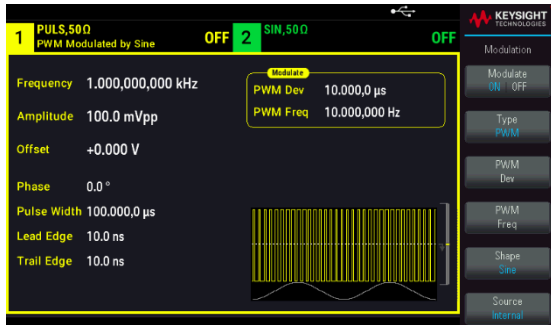 1 PULS,50Ω OFF 2 SIN,50Ω OFF
PWM Modulated by Sine
KEYSIGHT
TECHNOLOGIES
Modulation
Frequency 1.000,000,000 kHz
Amplitude 100.0 mVpp
Offset +0.000 V
Phase 0.0 °
Pulse Width 100.000,0 µs
Lead Edge 10.0 ns
Trail Edge 10.0 ns
Modulate
PWM Dev 10.000,0 µs
PWM Freq 10.000,000 Hz
Modulate
ON | OFF
Type
PWM
PWM
Dev
PWM
Freq
Shape
Sine
Source
Internal